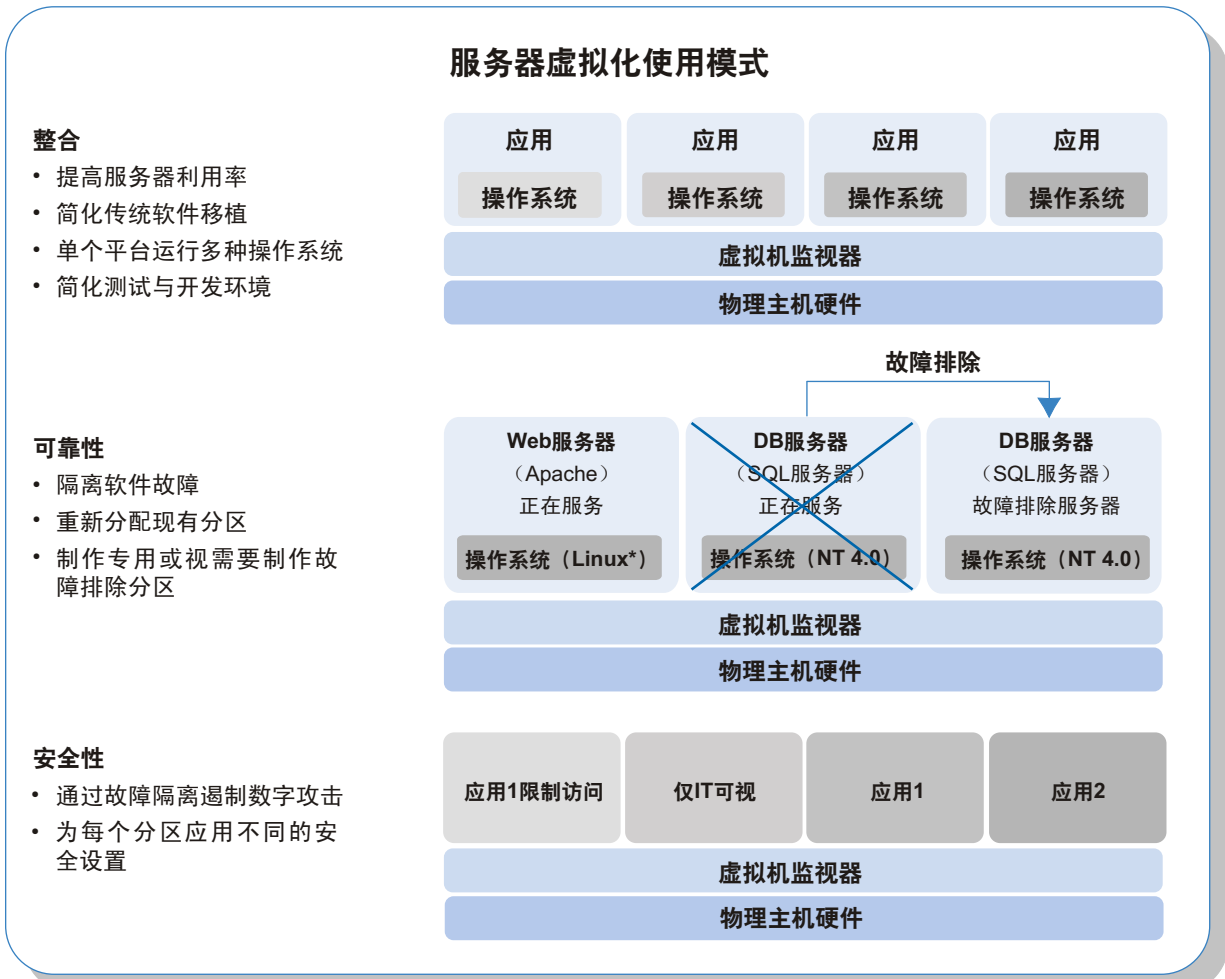 服务器虚拟化使用模式
整合
• 提高服务器利用率
• 简化传统软件移植
• 单个平台运行多种操作系统
• 简化测试与开发环境
应用
应用
应用
应用
操作系统
操作系统
操作系统
操作系统
虚拟机监视器
物理主机硬件
故障排除
可靠性
• 隔离软件故障
• 重新分配现有分区
• 制作专用或视需要制作故
障排除分区
Web服务器
（Apache）
正在服务
操作系统（Linux*）
DB服务器
（SQL服务器）
正在服务
操作系统（NT 4.0）
DB服务器
（SQL服务器）
故障排除服务器
操作系统（NT 4.0）
虚拟机监视器
物理主机硬件
安全性
• 通过故障隔离遏制数字攻击
• 为每个分区应用不同的安
全设置
应用1限制访问
仅IT可视
应用1
应用2
虚拟机监视器
物理主机硬件